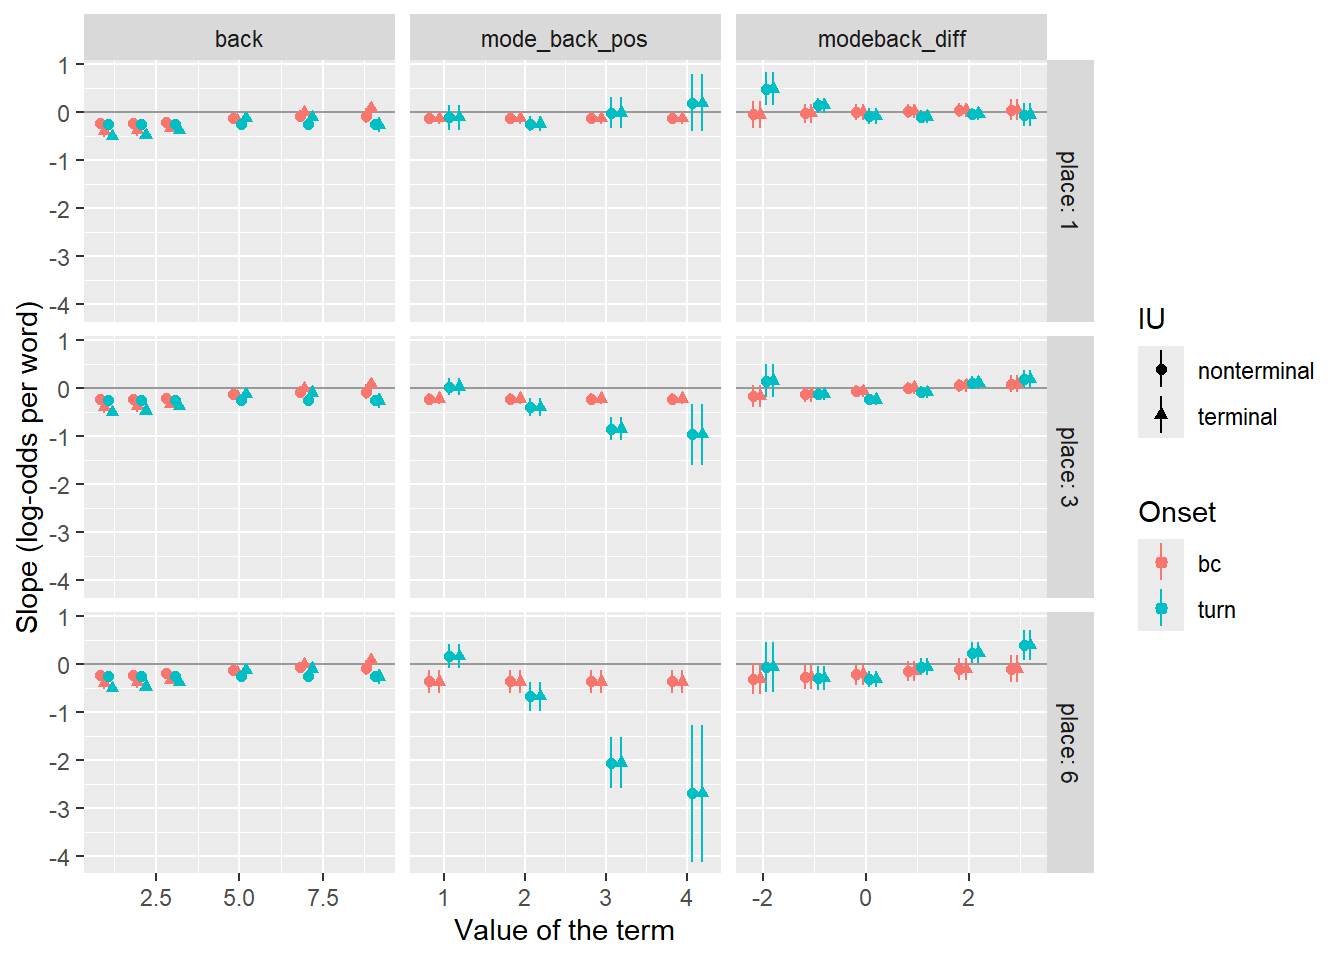 back
mode_back_pos
modeback_diff
1
0
-1
-2
-3
-4
place: 1
1
0
-1
-2
-3
-4
place: 3
1
0
-1
-2
-3
-4
place: 6
2.5
5.0
7.5
1
2
3
4
-2
0
2
Value of the term
Slope (log-odds per word)
IU
nonterminal
terminal
Onset
bc
turn